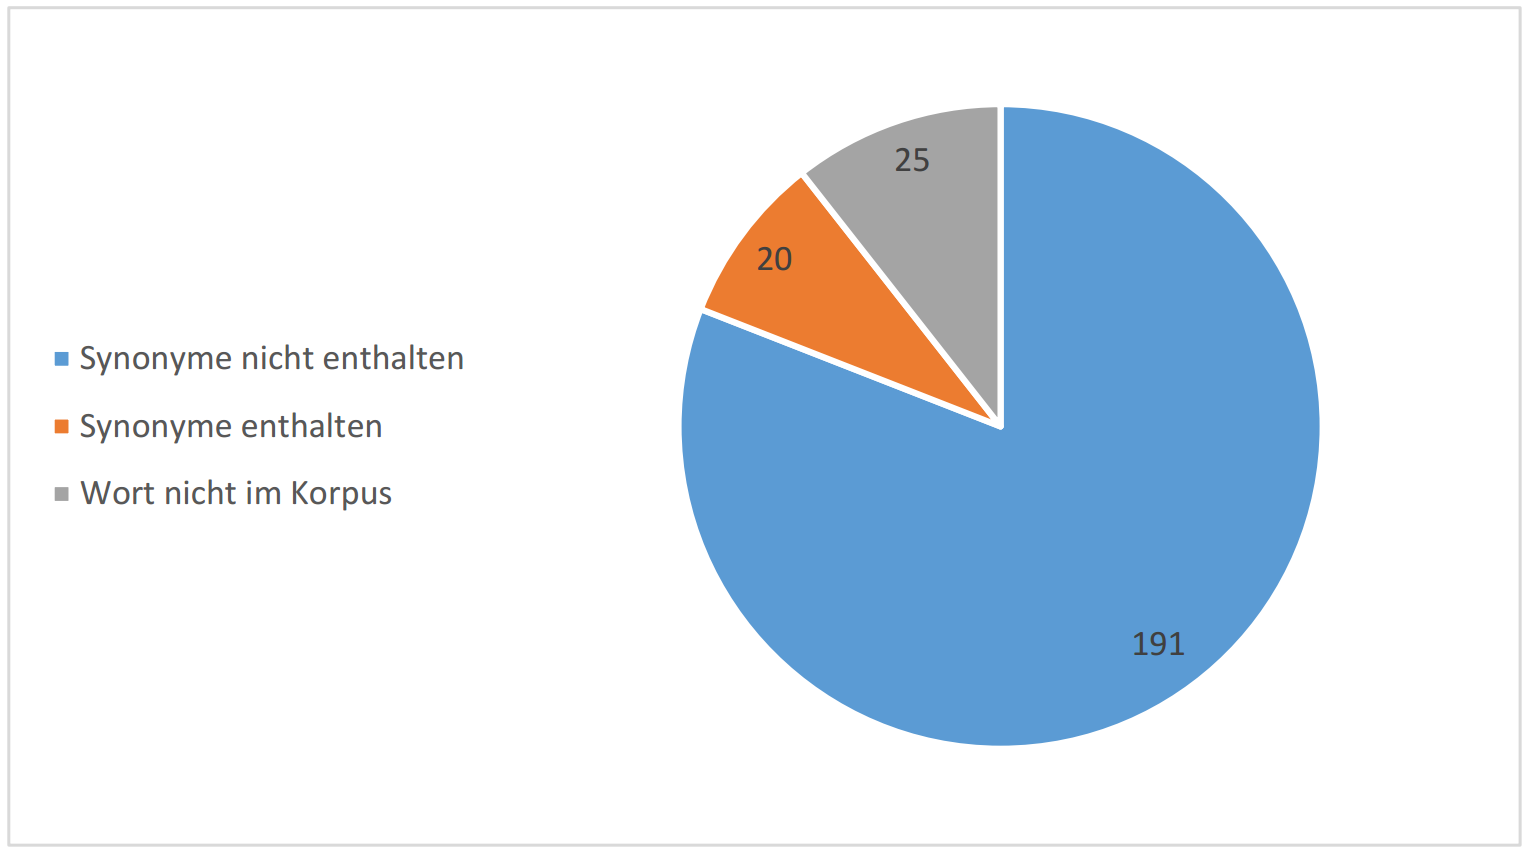 Synonyme nicht enthalten
Synonyme enthalten
Wort nicht im Korpus
25
20
191